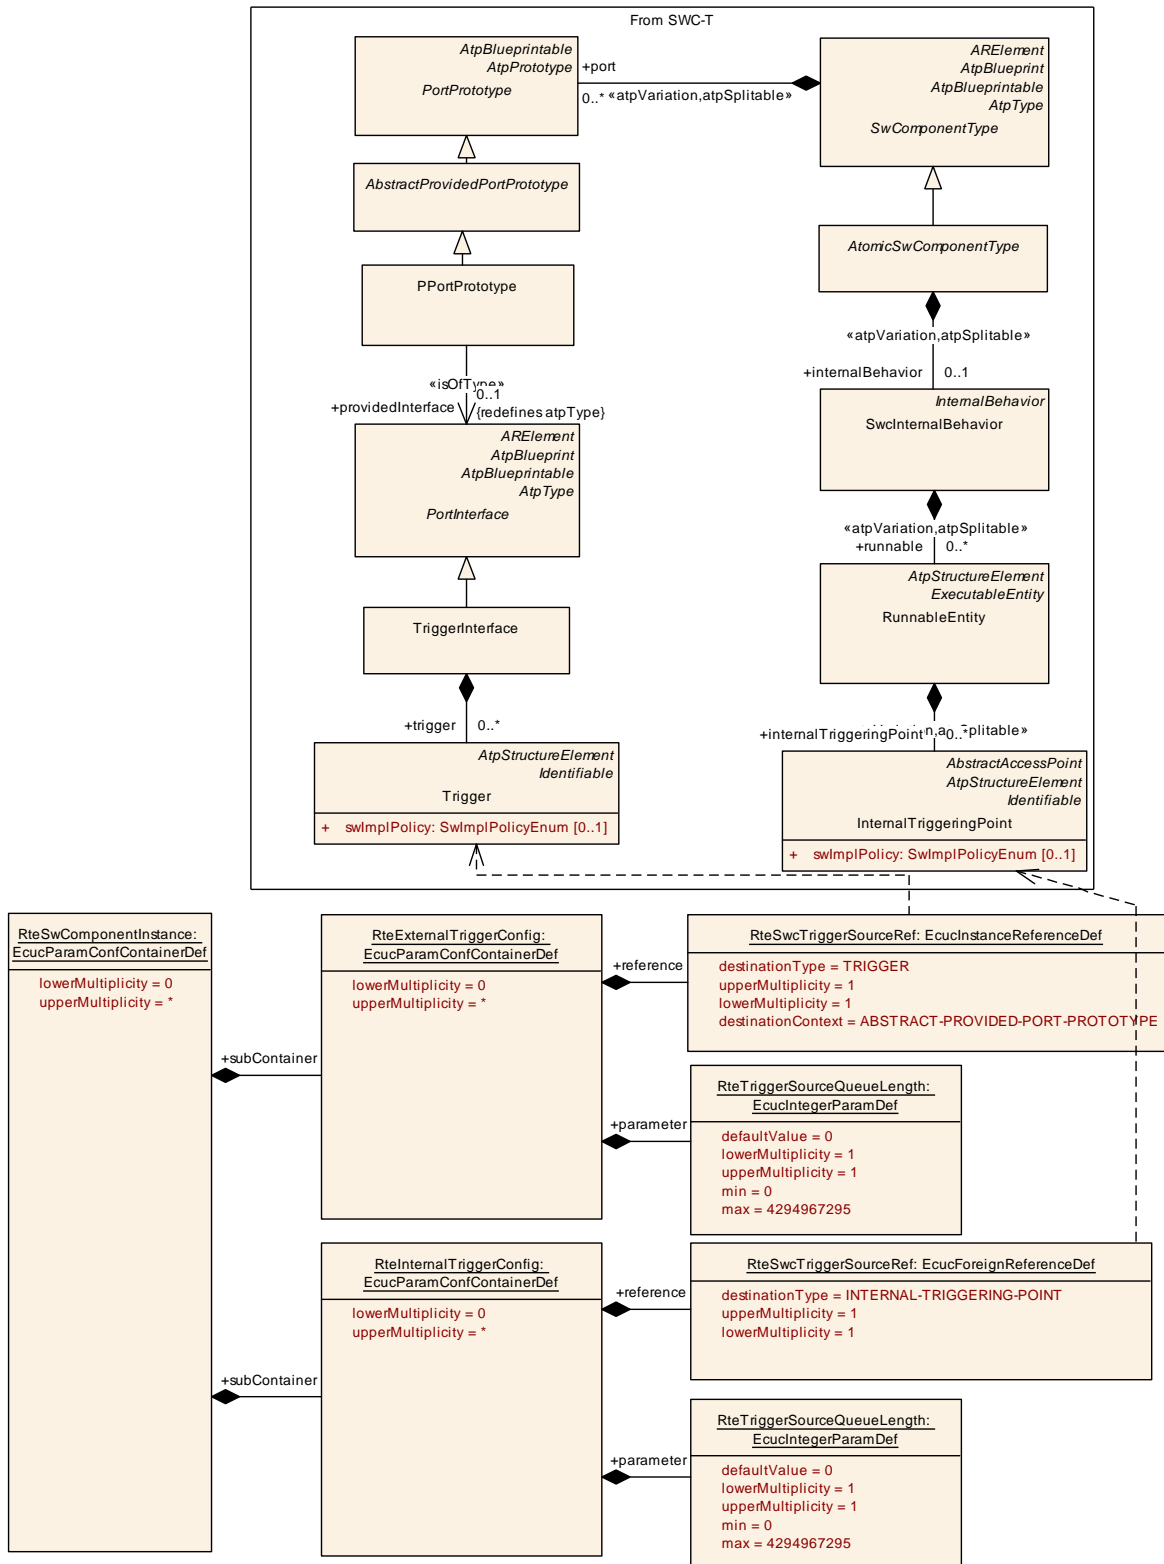 From SWC-T
AtpBlueprintable
AtpPrototype
PortPrototype
+port
0..*
«atpVariation,atpSplitable»
ARElement
AtpBlueprint
AtpBlueprintable
AtpType
SwComponentType
AbstractProvidedPortPrototype
AtomicSwComponentType
PPortPrototype
«atpVariation,atpSplitable»
+internalBehavior
0..1
«isOfType»
0..1
+providedInterface
{redefines atpType}
InternalBehavior
SwcInternalBehavior
ARElement
AtpBlueprint
AtpBlueprintable
AtpType
PortInterface
«atpVariation,atpSplitable»
+runnable
0..*
AtpStructureElement
ExecutableEntity
RunnableEntity
TriggerInterface
+trigger
0..*
+internalTriggeringPoint
0..*
AtpStructureElement
Identifiable
Trigger
+ swImplPolicy: SwImplPolicyEnum [0..1]
AbstractAccessPoint
AtpStructureElement
Identifiable
InternalTriggeringPoint
+ swImplPolicy: SwImplPolicyEnum [0..1]
RteSwComponentInstance:
EcucParamConfContainerDef
lowerMultiplicity = 0
upperMultiplicity = *
RteExternalTriggerConfig:
EcucParamConfContainerDef
lowerMultiplicity = 0
upperMultiplicity = *
+reference
RteSwcTriggerSourceRef: EcucInstanceReferenceDef
destinationType = TRIGGER
upperMultiplicity = 1
lowerMultiplicity = 1
destinationContext = ABSTRACT-PROVIDED-PORT-PROTOTYPE
+subContainer
+parameter
RteTriggerSourceQueueLength:
EcucIntegerParamDef
defaultValue = 0
lowerMultiplicity = 1
upperMultiplicity = 1
min = 0
max = 4294967295
RteInternalTriggerConfig:
EcucParamConfContainerDef
lowerMultiplicity = 0
upperMultiplicity = *
+reference
RteSwcTriggerSourceRef: EcucForeignReferenceDef
destinationType = INTERNAL-TRIGGERING-POINT
upperMultiplicity = 1
lowerMultiplicity = 1
+subContainer
+parameter
RteTriggerSourceQueueLength:
EcucIntegerParamDef
defaultValue = 0
lowerMultiplicity = 1
upperMultiplicity = 1
min = 0
max = 4294967295